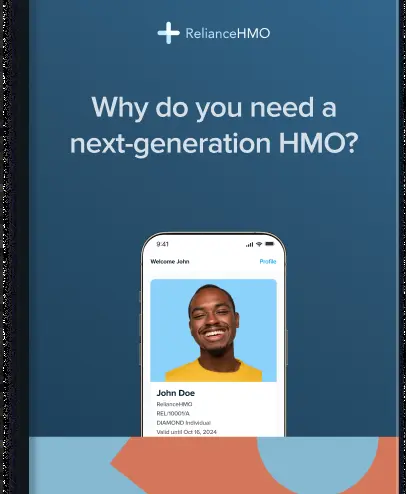 RelianceHMO
Why do you need a
next-generation HMO?
9:41
Welcome John Profile
John Doe
RelianceHMO
REL/10001/A
DIAMOND Individual
Valid until Oct 16, 2024